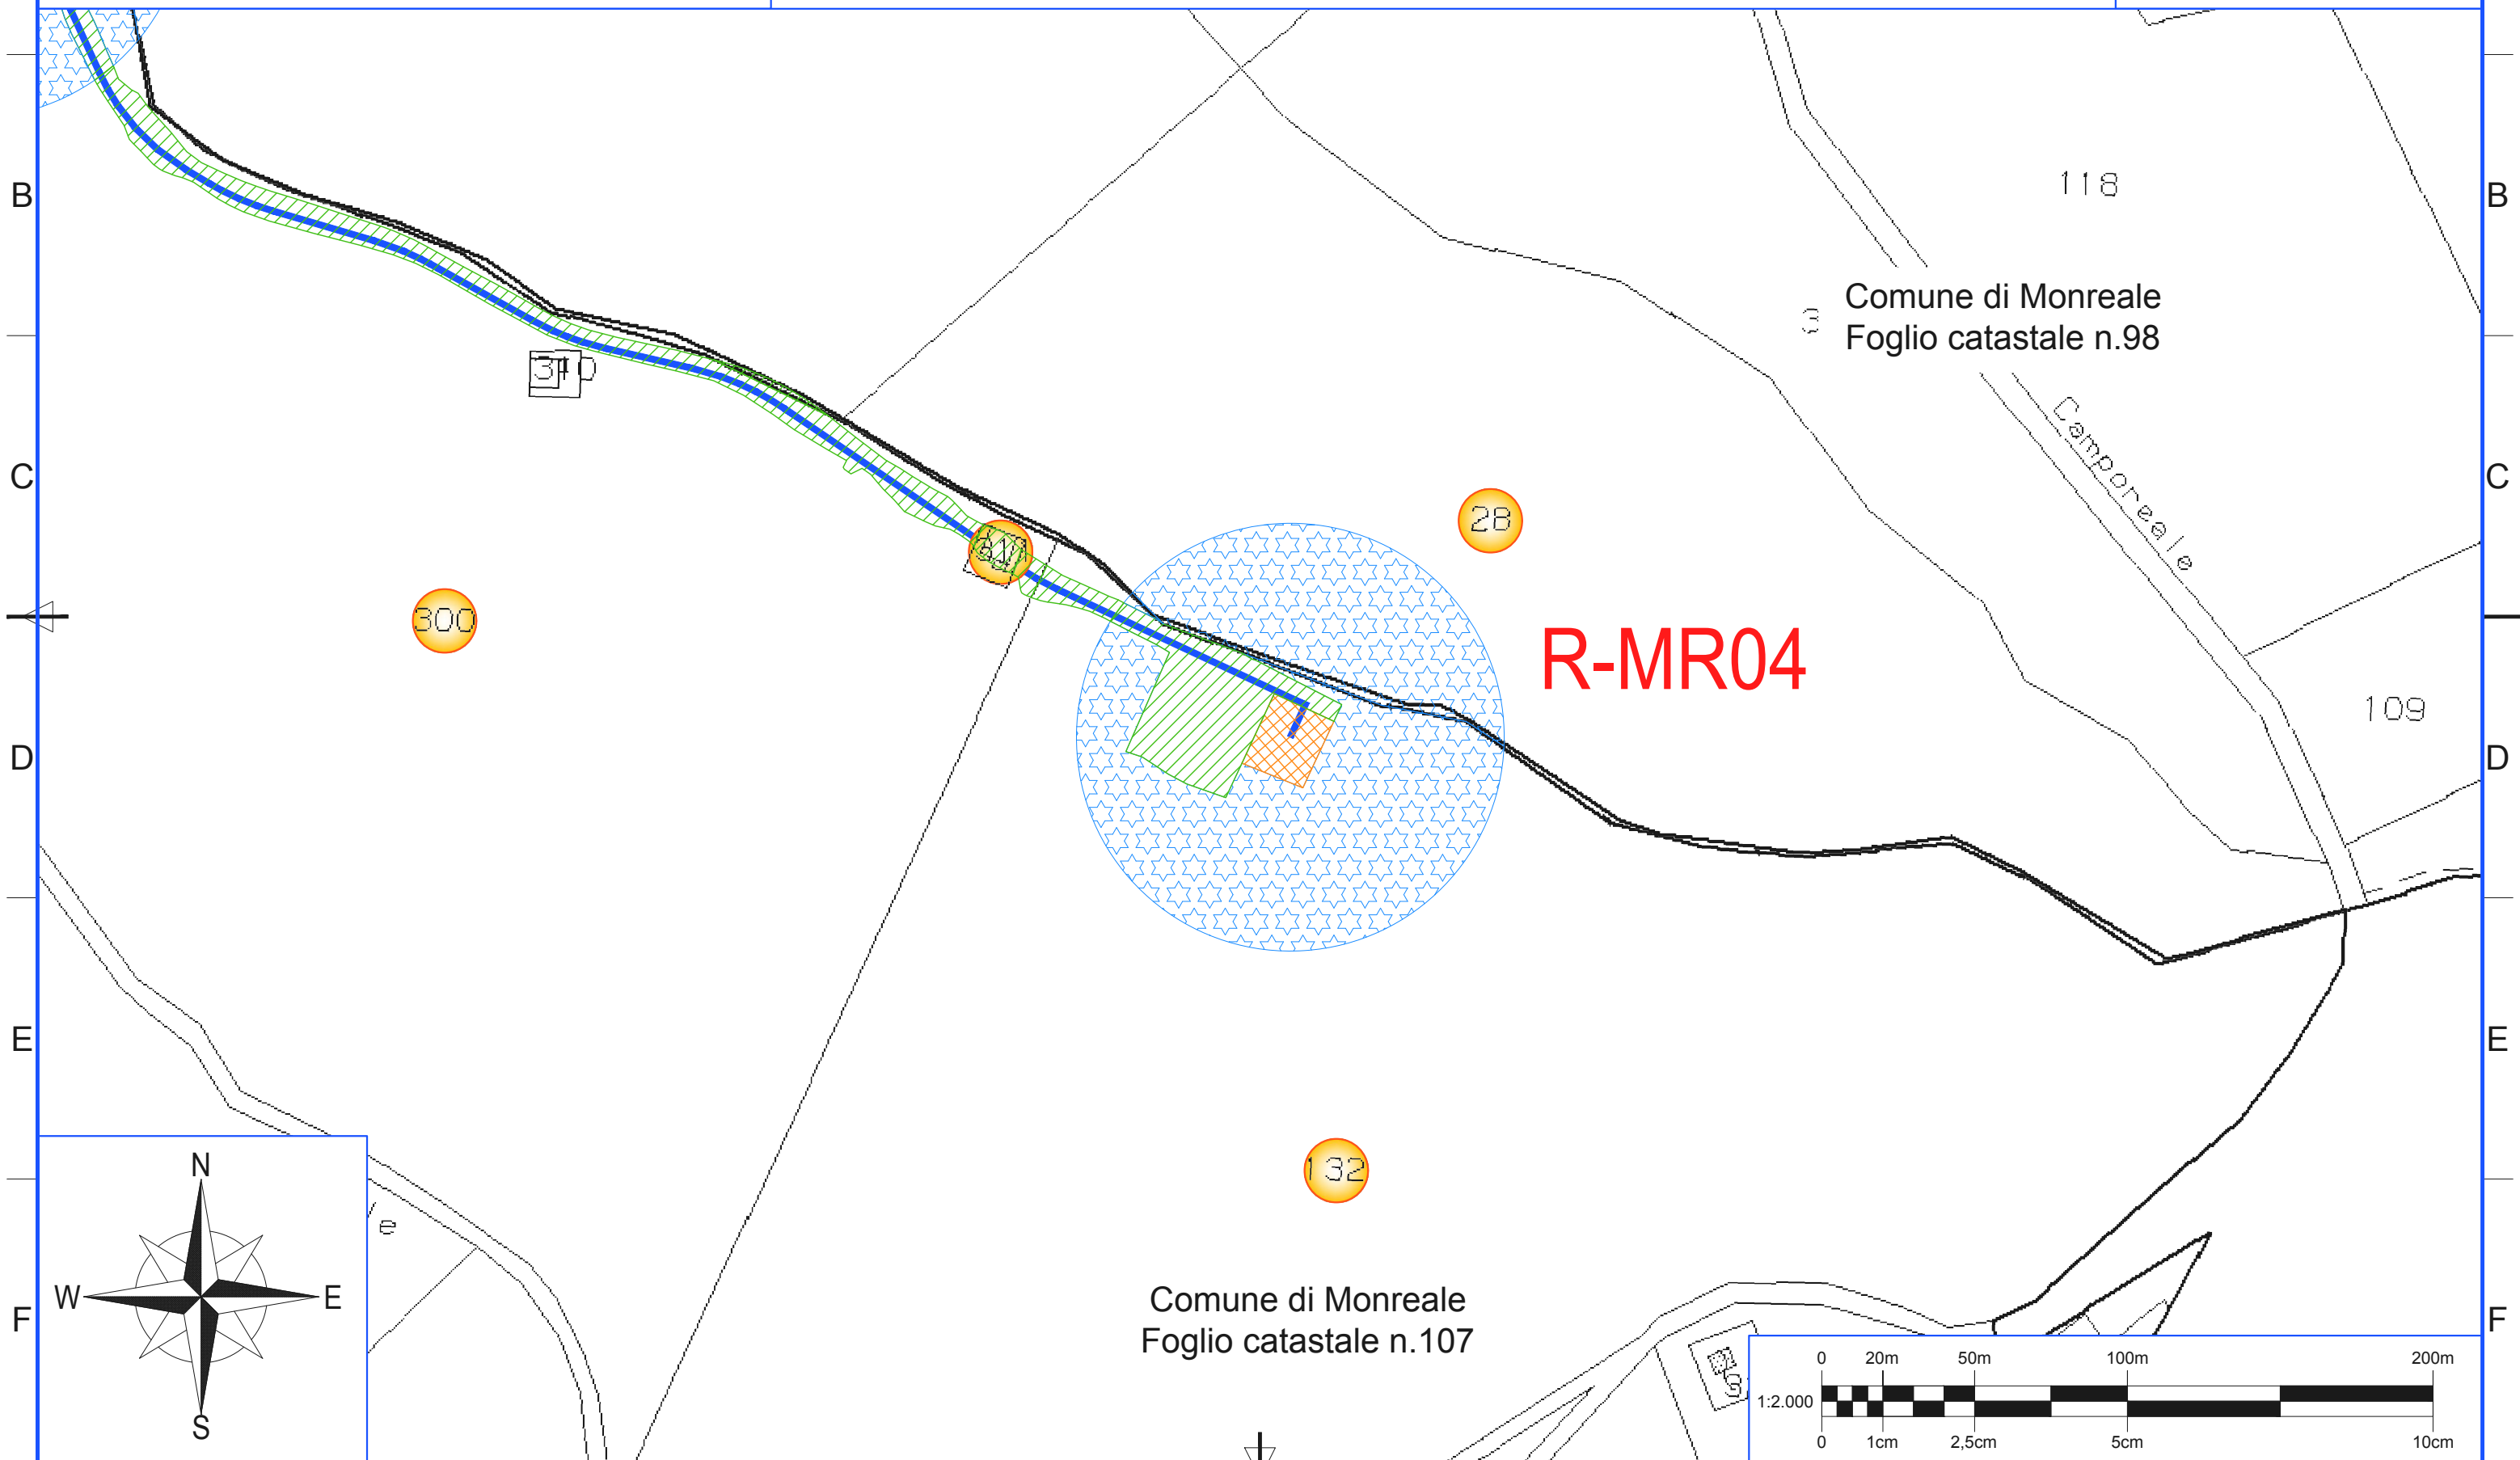 B
B
118
Comune di Monreale
Foglio catastale n.98
3
Camporeale
C
C
28
300
R-MR04
109
D
D
E
E
132
N
W
E
S
e
Comune di Monreale
Foglio catastale n.107
F
F
0 20m 50m 100m 200m
1:2.000
0 1cm 2,5cm 5cm 10cm